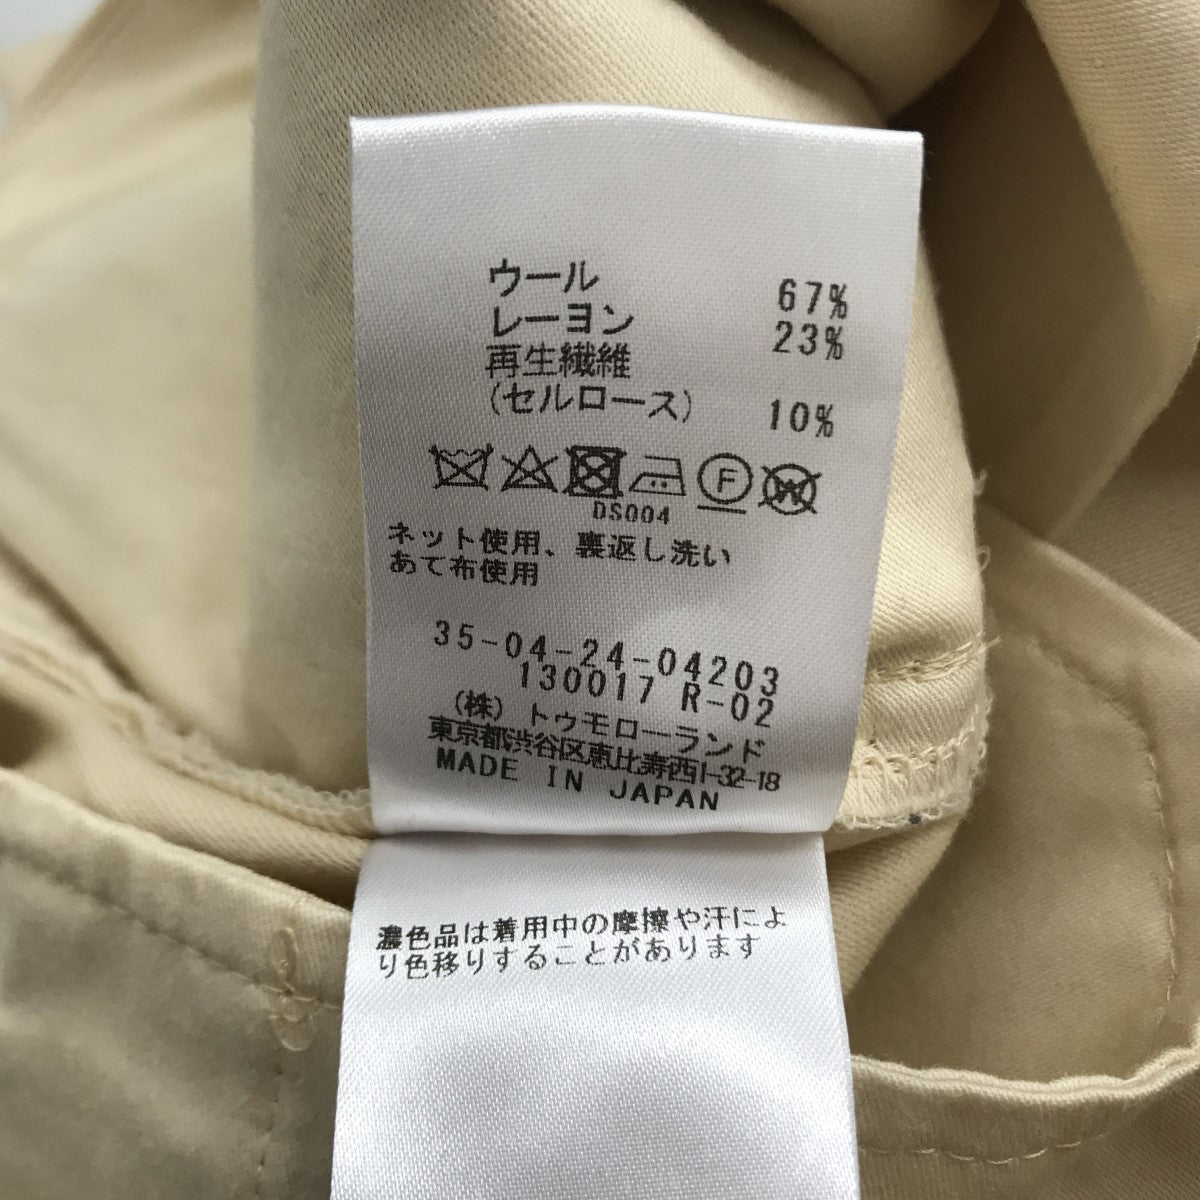 ウール 67%
レーヨン 23%
再生繊維
(セルロース) 10%
F W
DS004
ネット使用、裏返し洗い
あて布使用
35-04-24-04203
130017 R-02
(株) トゥモローランド
東京都渋谷区恵比寿西1-32-18
MADE IN JAPAN
濃色品は着用中の摩擦や汗によ
り色移りすることがあります